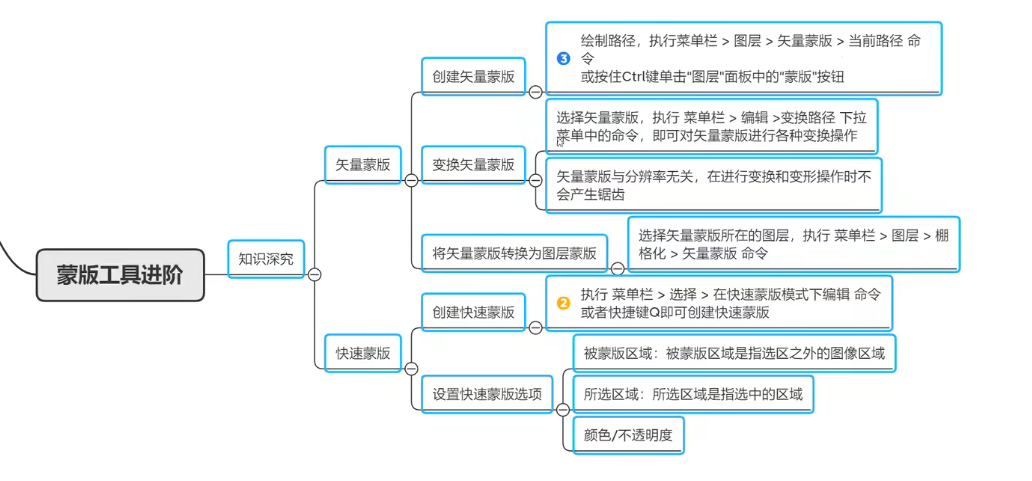 蒙版工具进阶
知识深究
矢量蒙版
创建矢量蒙版
3 绘制路径，执行菜单栏 > 图层 > 矢量蒙版 > 当前路径 命
令
或按住Ctrl键单击“图层”面板中的“蒙版”按钮
变换矢量蒙版
选择矢量蒙版，执行 菜单栏 > 编辑 >变换路径 下拉
菜单中的命令，即可对矢量蒙版进行各种变换操作
矢量蒙版与分辨率无关，在进行变换和变形操作时不
会产生锯齿
将矢量蒙版转换为图层蒙版
选择矢量蒙版所在的图层，执行 菜单栏 > 图层 > 栅
格化 > 矢量蒙版 命令
快速蒙版
创建快速蒙版
2 执行 菜单栏 > 选择 > 在快速蒙版模式下编辑 命令
或者快捷键Q即可创建快速蒙版
设置快速蒙版选项
被蒙版区域：被蒙版区域是指选区之外的图像区域
所选区域：所选区域是指选中的区域
颜色/不透明度